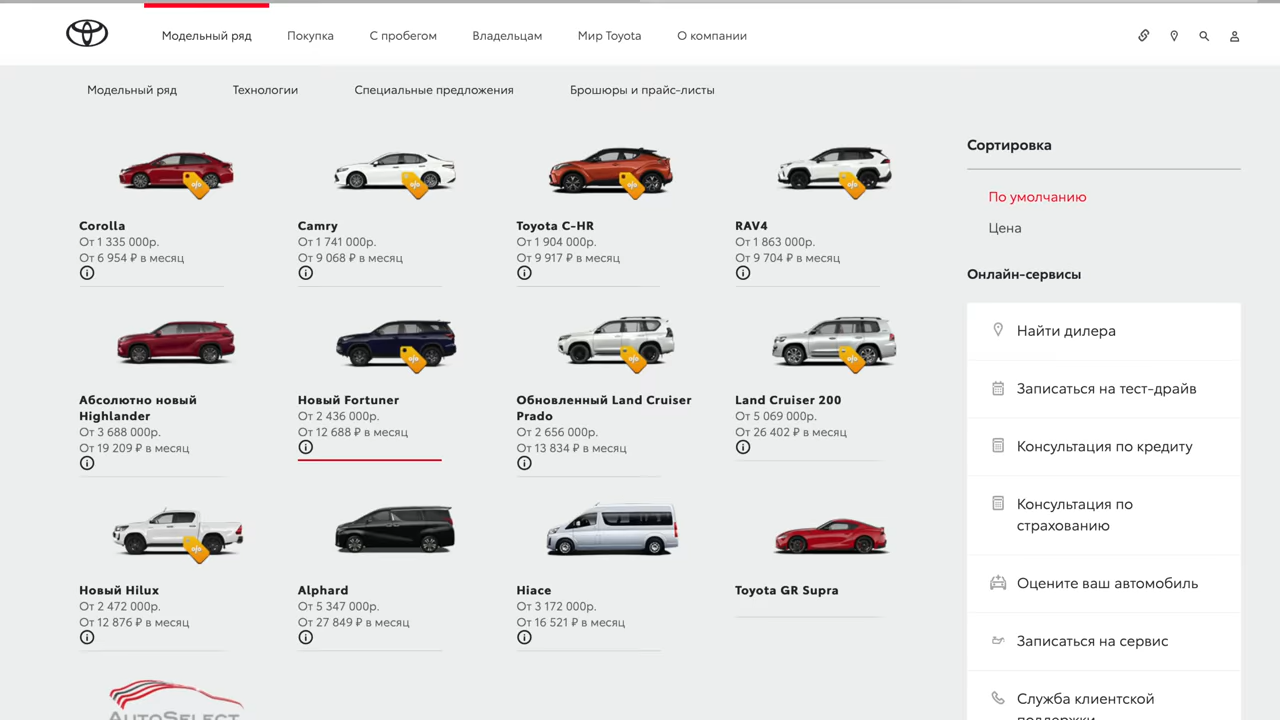 Модельный ряд
Покупка
С пробегом
Владельцам
Мир Toyota
О компании
Модельный ряд
Технологии
Специальные предложения
Брошюры и прайс-листы
Corolla
От 1 335 000р.
От 6 954 ₽ в месяц
Camry
От 1 741 000р.
От 9 068 ₽ в месяц
Toyota C-HR
От 1 904 000р.
От 9 917 ₽ в месяц
RAV4
От 1 863 000р.
От 9 704 ₽ в месяц
Абсолютно новый
Highlander
От 3 688 000р.
От 19 209 ₽ в месяц
Новый Fortuner
От 2 436 000р.
От 12 688 ₽ в месяц
Обновленный Land Cruiser
Prado
От 2 656 000р.
От 13 834 ₽ в месяц
Land Cruiser 200
От 5 069 000р.
От 26 402 ₽ в месяц
Новый Hilux
От 2 472 000р.
От 12 876 ₽ в месяц
Alphard
От 5 347 000р.
От 27 849 ₽ в месяц
Hiace
От 3 172 000р.
От 16 521 ₽ в месяц
Toyota GR Supra
AutoSelect
Сортировка
По умолчанию
Цена
Онлайн-сервисы
Найти дилера
Записаться на тест-драйв
Консультация по кредиту
Консультация по
страхованию
Оцените ваш автомобиль
Записаться на сервис
Служба клиентской
поддержки